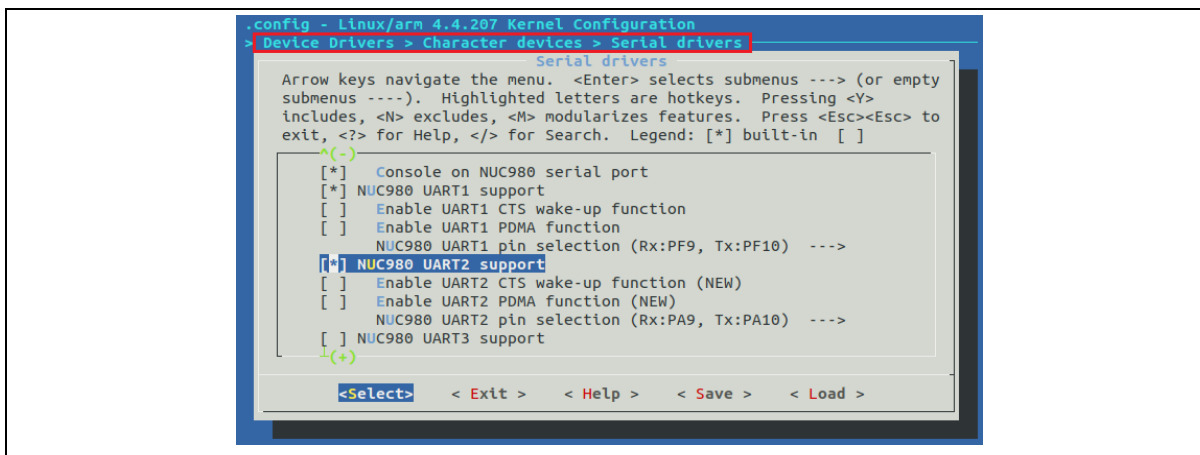 .config - Linux/arm 4.4.207 Kernel Configuration
> Device Drivers > Character devices > Serial drivers
Serial drivers
Arrow keys navigate the menu.  <Enter> selects submenus ---> (or empty
submenus ----).  Highlighted letters are hotkeys.  Pressing <Y>
includes, <N> excludes, <M> modularizes features.  Press <Esc><Esc> to
exit, <?> for Help, </> for Search.  Legend: [*] built-in  [ ]
^(-)
[*]   Console on NUC980 serial port
[*] NUC980 UART1 support
[ ]   Enable UART1 CTS wake-up function
[ ]   Enable UART1 PDMA function
NUC980 UART1 pin selection (Rx:PF9, Tx:PF10)  --->
[*] NUC980 UART2 support
[ ]   Enable UART2 CTS wake-up function (NEW)
[ ]   Enable UART2 PDMA function (NEW)
NUC980 UART2 pin selection (Rx:PA9, Tx:PA10)  --->
[ ] NUC980 UART3 support
┴(+)
<Select>    < Exit >    < Help >    < Save >    < Load >